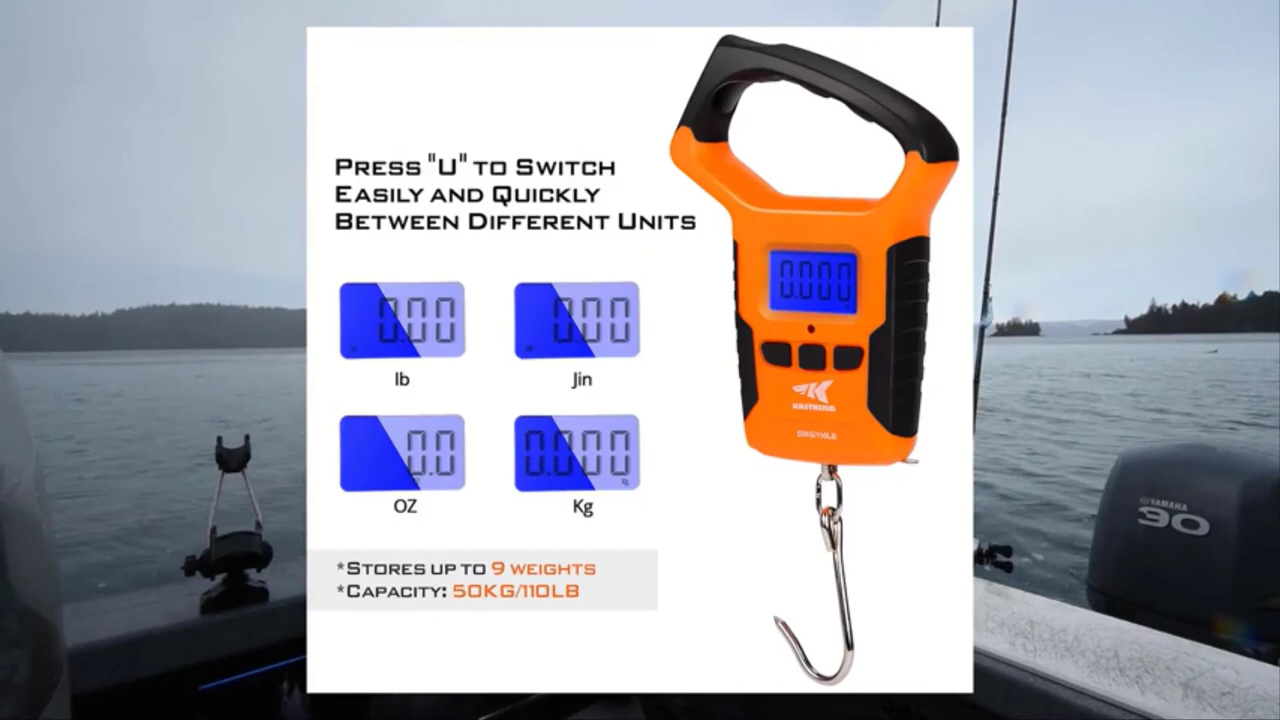 PRESS "U" TO SWITCH
EASILY AND QUICKLY
BETWEEN DIFFERENT UNITS
0.000
0.00
0.00
lb
Jin
0.0
0.000
OZ
Kg
KASTKING
50KG/110LB
*STORES UP TO 9 WEIGHTS
*CAPACITY: 50KG/110LB
YAMAHA
30